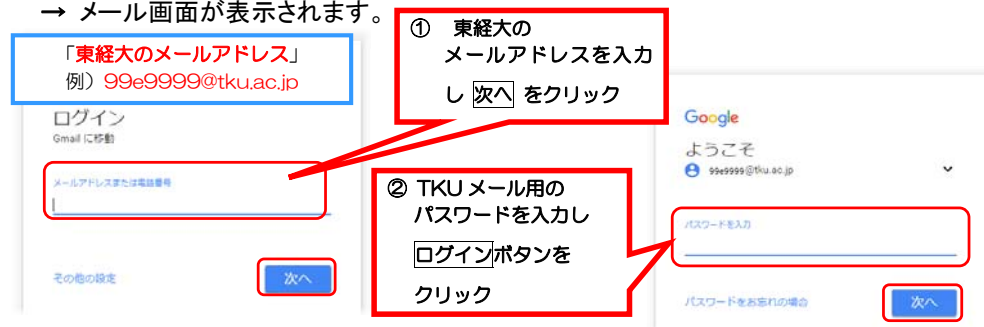 → メール画面が表示されます。
「東経大のメールアドレス」
例）99e9999@tku.ac.jp
① 東経大の
メールアドレスを入力
し 次へ をクリック
ログイン
Gmail に移動
メールアドレスまたは電話番号
その他の設定
次へ
② TKU メール用の
パスワードを入力し
ログインボタンを
クリック
Google
ようこそ
99e9999@tku.ac.jp
パスワードを入力
パスワードをお忘れの場合
次へ